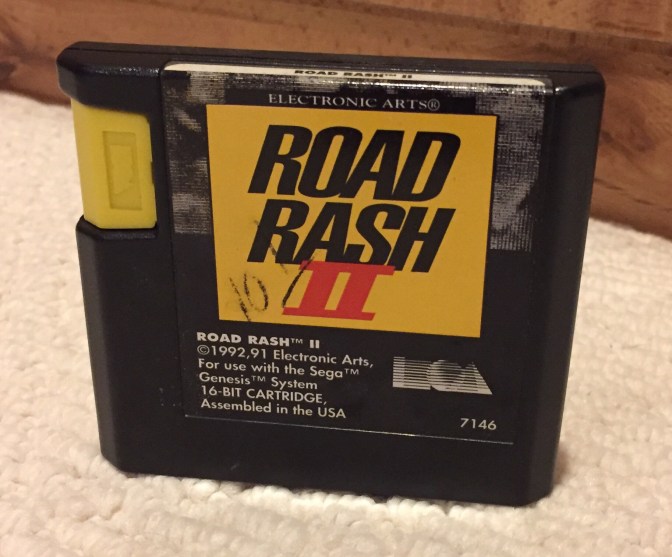 ROAD RASH™ II
ELECTRONIC ARTS®
ROAD
RASH
II
ROAD RASH™ II
©1992,91 Electronic Arts,
For use with the Sega™
Genesis™ System
16-BIT CARTRIDGE,
Assembled in the USA
EA
7146